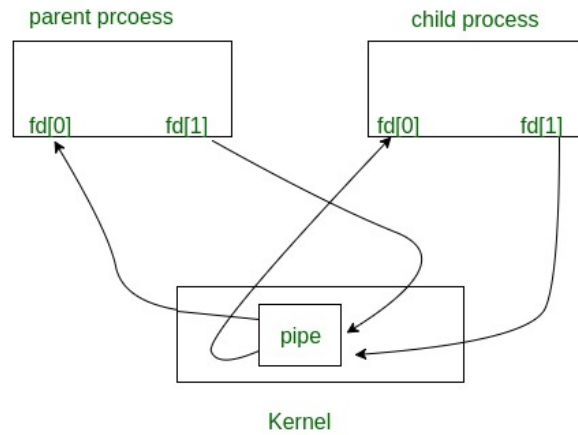 parent prcoess
child process
fd[0]
fd[1]
fd[0]
fd[1]
pipe
Kernel